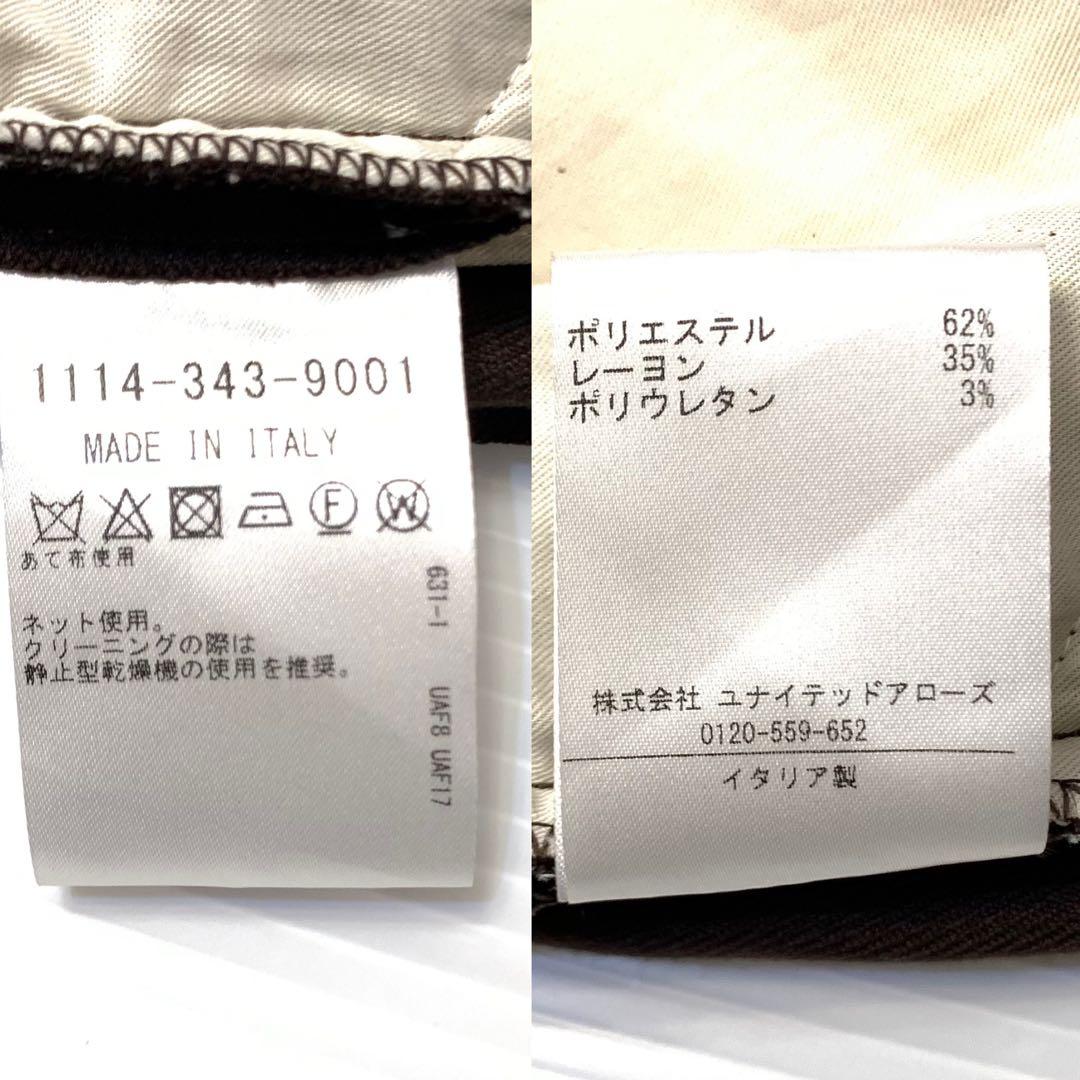 1114-343-9001
MADE IN ITALY
F W
あて布使用
ネット使用。
クリーニングの際は
静止型乾燥機の使用を推奨。
631-1 UAF8 UAF17
ポリエステル 62%
レーヨン 35%
ポリウレタン 3%
株式会社 ユナイテッドアローズ
0120-559-652
イタリア製